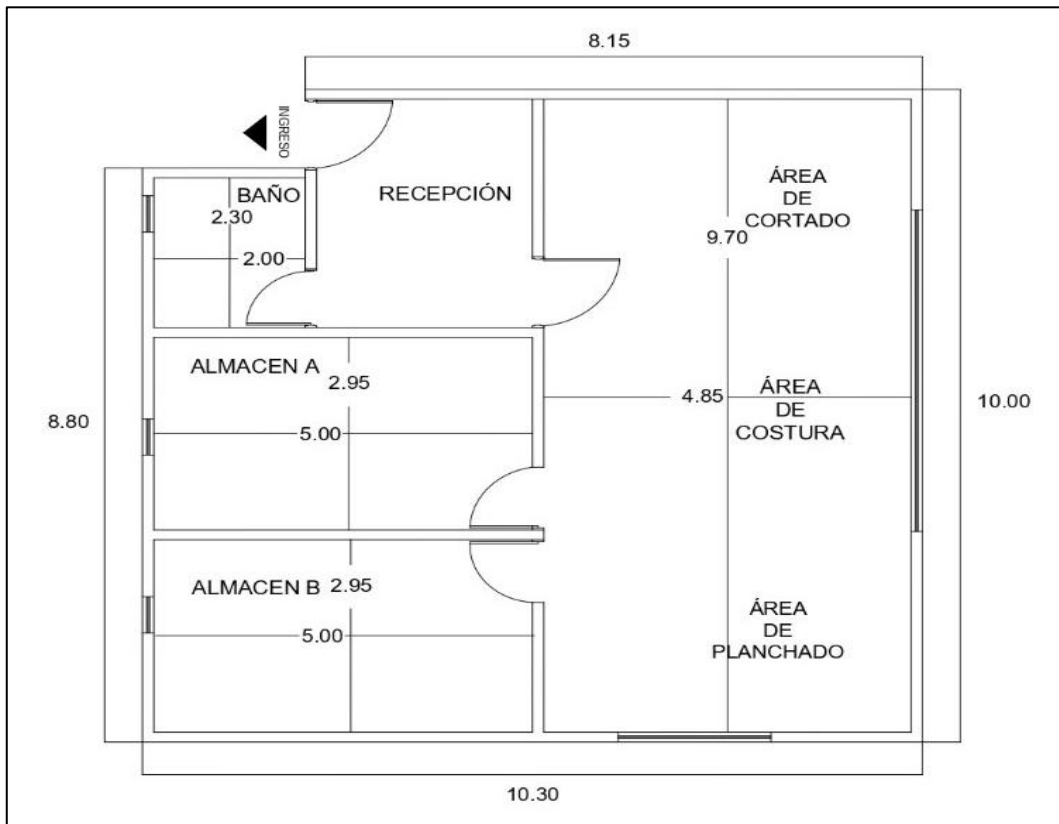 8.15
INGRESO
BAÑO
RECEPCIÓN
ÁREA
DE
CORTADO
2.30
9.70
2.00
ALMACEN A
2.95
8.80
5.00
4.85
ÁREA
DE
COSTURA
10.00
ALMACEN B
2.95
5.00
ÁREA
DE
PLANCHADO
10.30